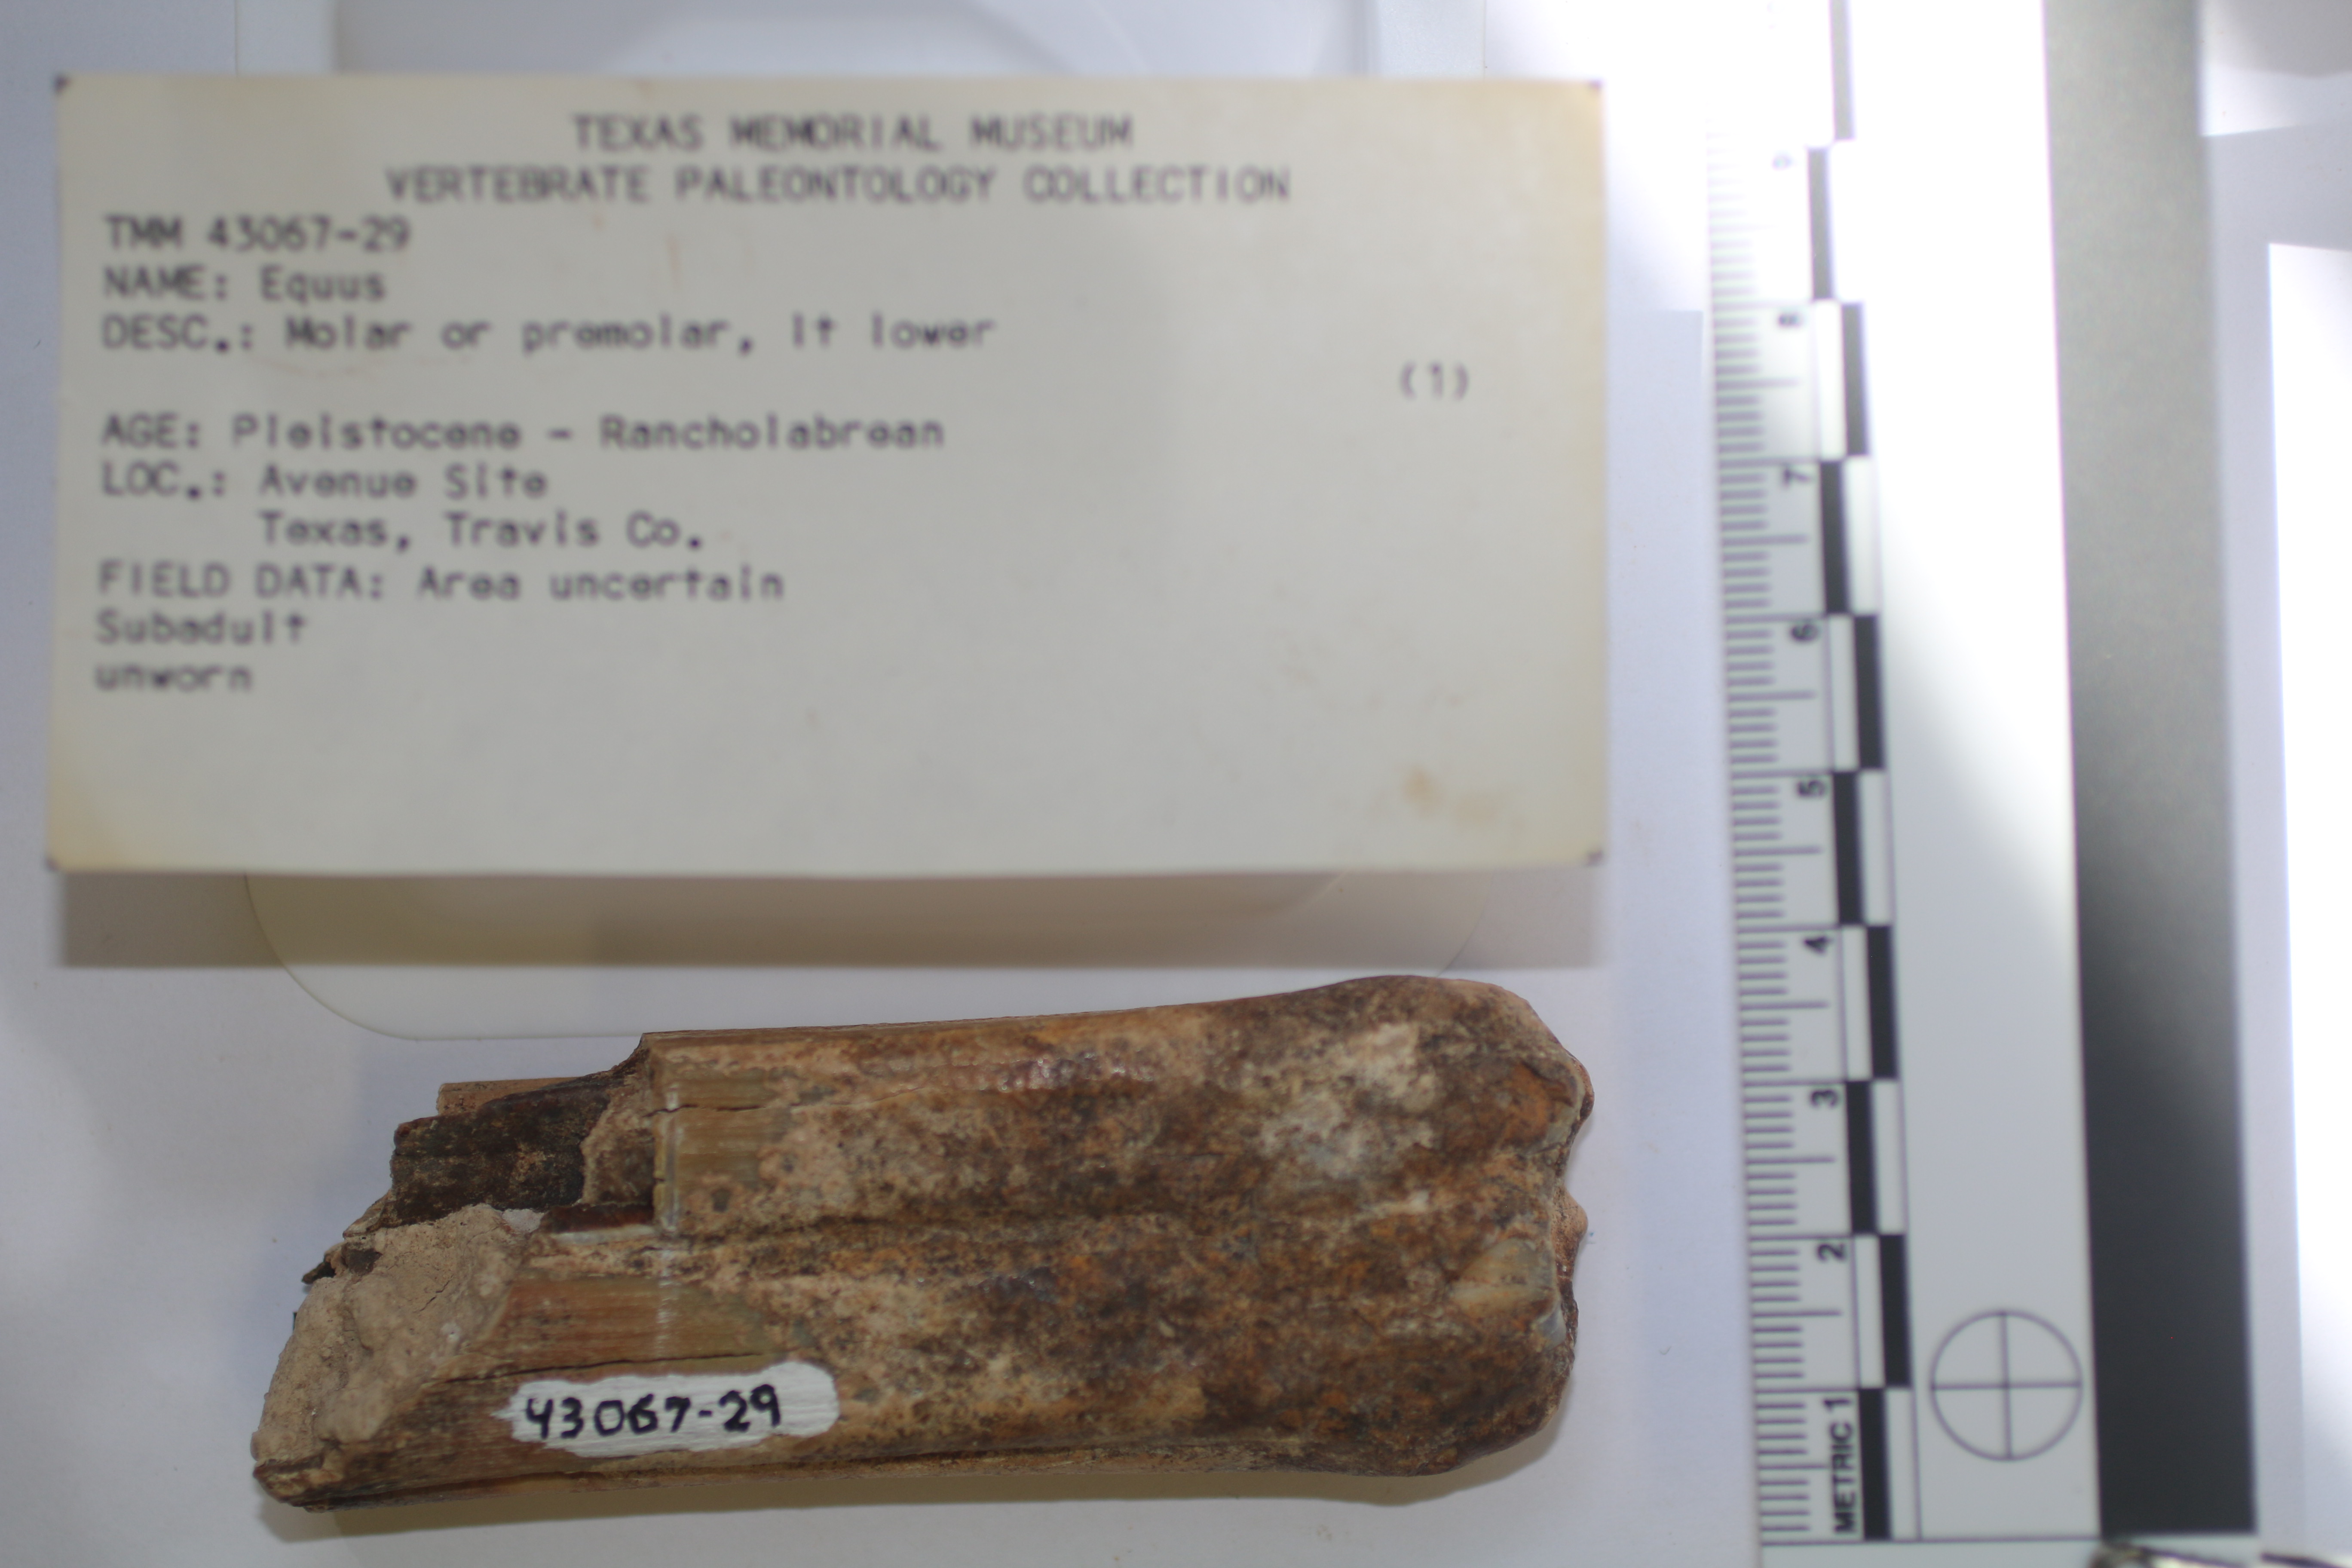 TEXAS MEMORIAL MUSEUM
VERTEBRATE PALEONTOLOGY COLLECTION
TMM 43067-29
NAME: Equus
DESC.: Molar or premolar, lt lower
(1)
AGE: Pleistocene - Rancholabrean
LOC.: Avenue Site
Texas, Travis Co.
FIELD DATA: Area uncertain
Subadult
unworn
43067-29
9
8
7
6
5
4
3
2
METRIC 1